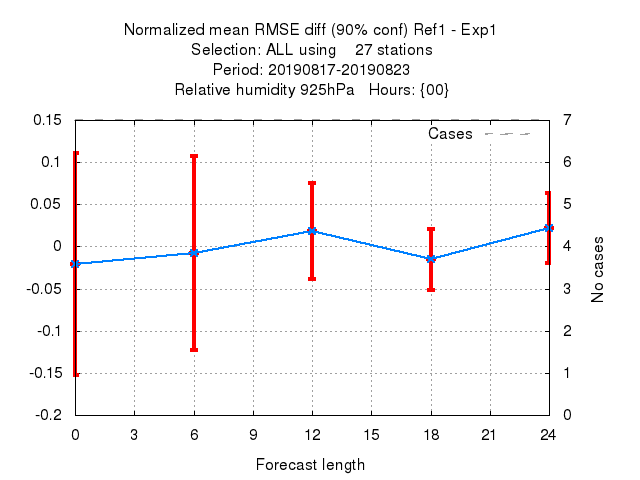 Normalized mean RMSE diff (90% conf) Ref1 - Exp1
Selection: ALL using    27 stations
Period: 20190817-20190823
Relative humidity 925hPa   Hours: {00}
Cases
0.15
0.1
0.05
0
-0.05
-0.1
-0.15
-0.2
7
6
5
4
3
2
1
0
No cases
0 3 6 9 12 15 18 21 24
Forecast length